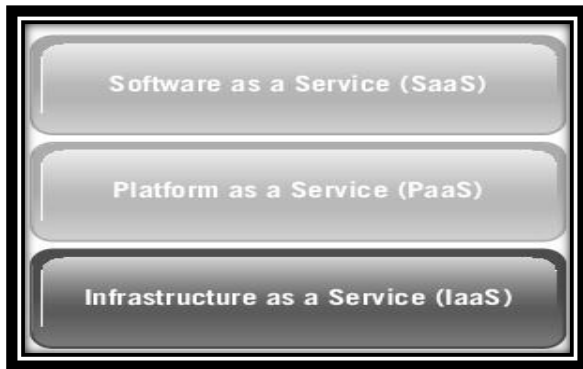 Software as a Service (SaaS)
Platform as a Service (PaaS)
Infrastructure as a Service (IaaS)